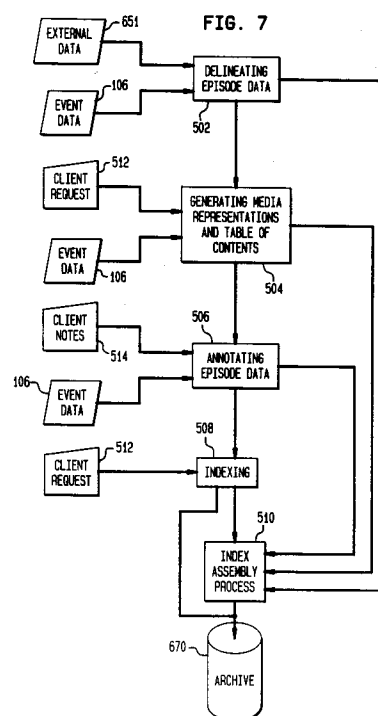 FIG. 7
651
EXTERNAL
DATA
106
EVENT
DATA
DELINEATING
EPISODE DATA
502
512
CLIENT
REQUEST
GENERATING MEDIA
REPRESENTATIONS
AND TABLE OF
CONTENTS
504
EVENT
DATA
106
CLIENT
NOTES
514
506
ANNOTATING
EPISODE DATA
106
EVENT
DATA
508
INDEXING
512
CLIENT
REQUEST
510
INDEX
ASSEMBLY
PROCESS
670
ARCHIVE